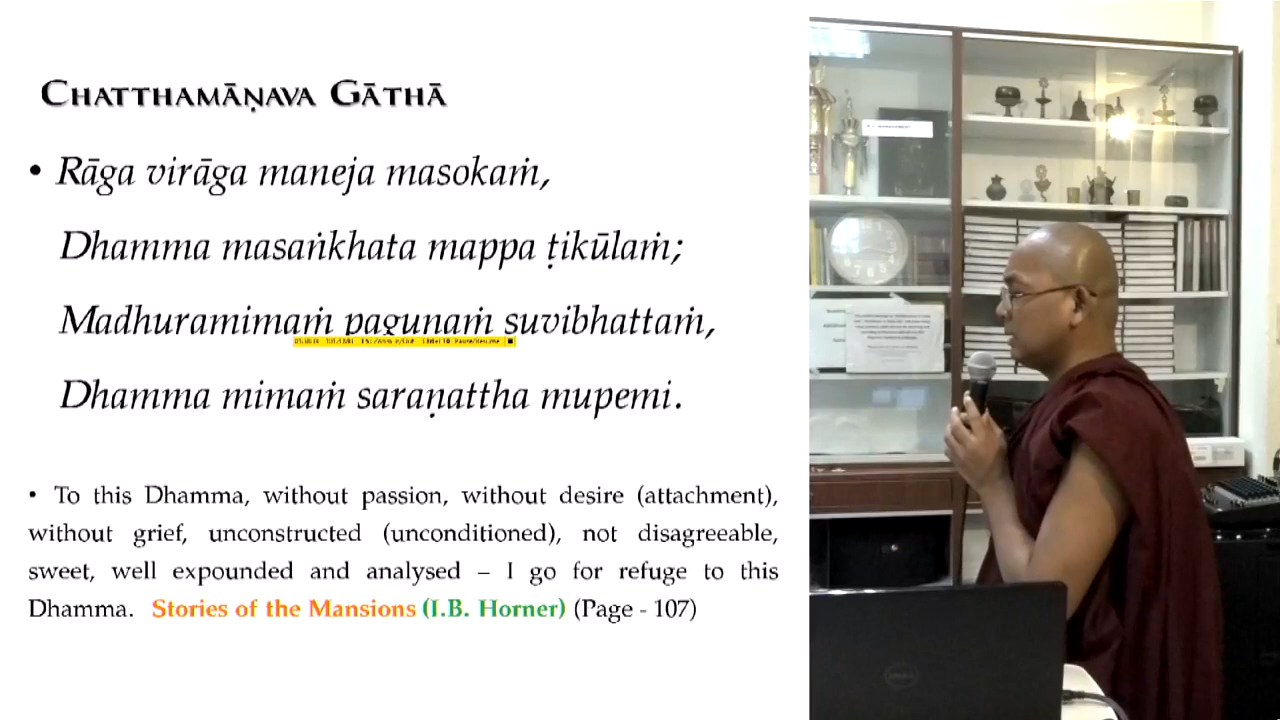 Chatthamāṇava Gāthā
• Rāga virāga maneja masokaṁ,
Dhamma masaṅkhata mappa ṭikūlaṁ;
Madhuramimaṁ paguṇaṁ suvibhattaṁ,
Dhamma mimaṁ saraṇattha mupemi.
• To this Dhamma, without passion, without desire (attachment),
without grief, unconstructed (unconditioned), not disagreeable,
sweet, well expounded and analysed – I go for refuge to this
Dhamma. Stories of the Mansions (I.B. Horner) (Page - 107)
DELL